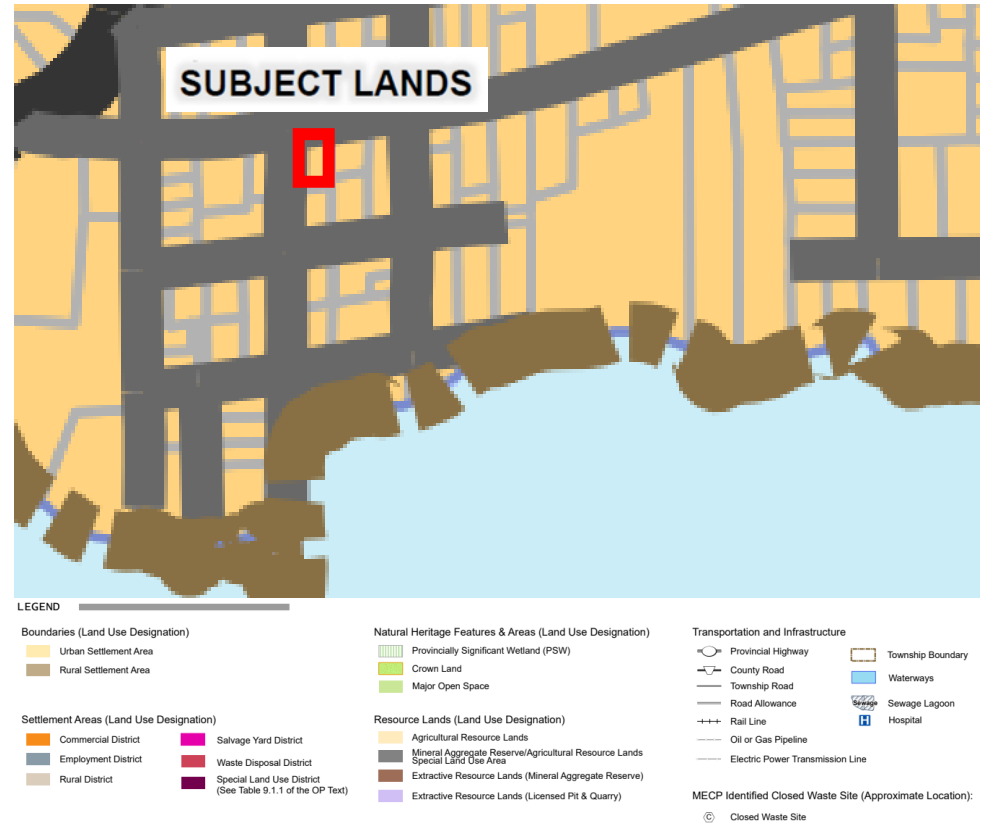 SUBJECT LANDS
LEGEND
Boundaries (Land Use Designation)
Urban Settlement Area
Rural Settlement Area
Settlement Areas (Land Use Designation)
Commercial District
Employment District
Rural District
Salvage Yard District
Waste Disposal District
Special Land Use District
(See Table 9.1.1 of the OP Text)
Natural Heritage Features & Areas (Land Use Designation)
Provincially Significant Wetland (PSW)
Crown Land
Major Open Space
Resource Lands (Land Use Designation)
Agricultural Resource Lands
Mineral Aggregate Reserve/Agricultural Resource Lands
Special Land Use Area
Extractive Resource Lands (Mineral Aggregate Reserve)
Extractive Resource Lands (Licensed Pit & Quarry)
Transportation and Infrastructure
Provincial Highway
County Road
Township Road
Road Allowance
Rail Line
Oil or Gas Pipeline
Electric Power Transmission Line
Township Boundary
Waterways
Sewage Sewage Lagoon
H Hospital
MECP Identified Closed Waste Site (Approximate Location):
C Closed Waste Site